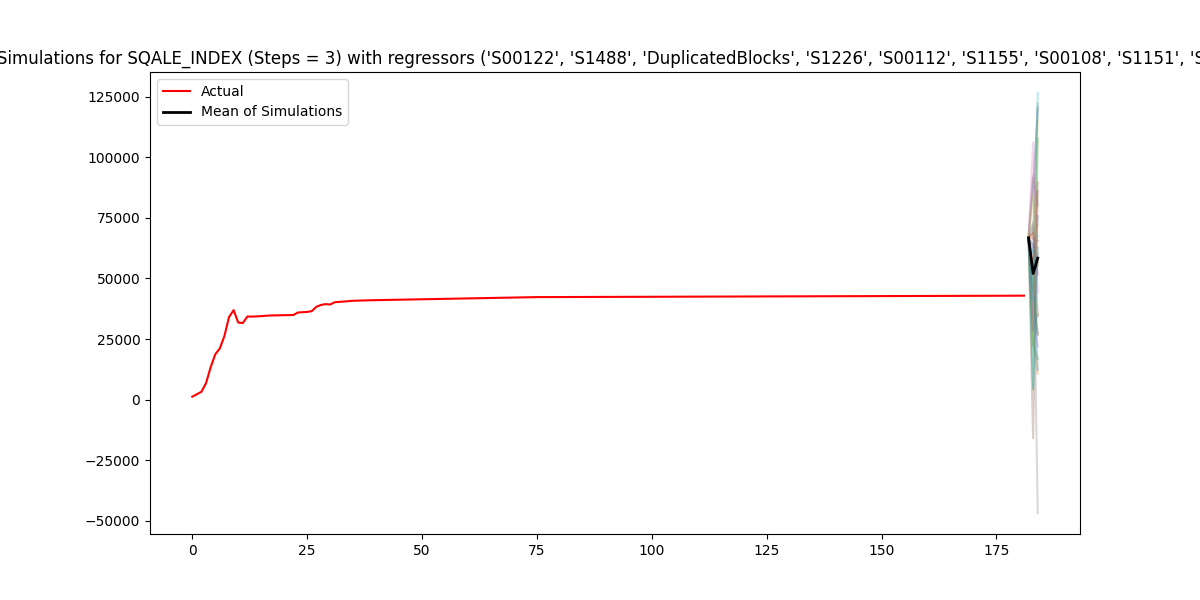 Simulations for SQALE_INDEX (Steps = 3) with regressors ('S00122', 'S1488', 'DuplicatedBlocks', 'S1226', 'S00112', 'S1155', 'S00108', 'S1151', 'S
Actual
Mean of Simulations
125000
100000
75000
50000
25000
0
−25000
−50000
0 25 50 75 100 125 150 175